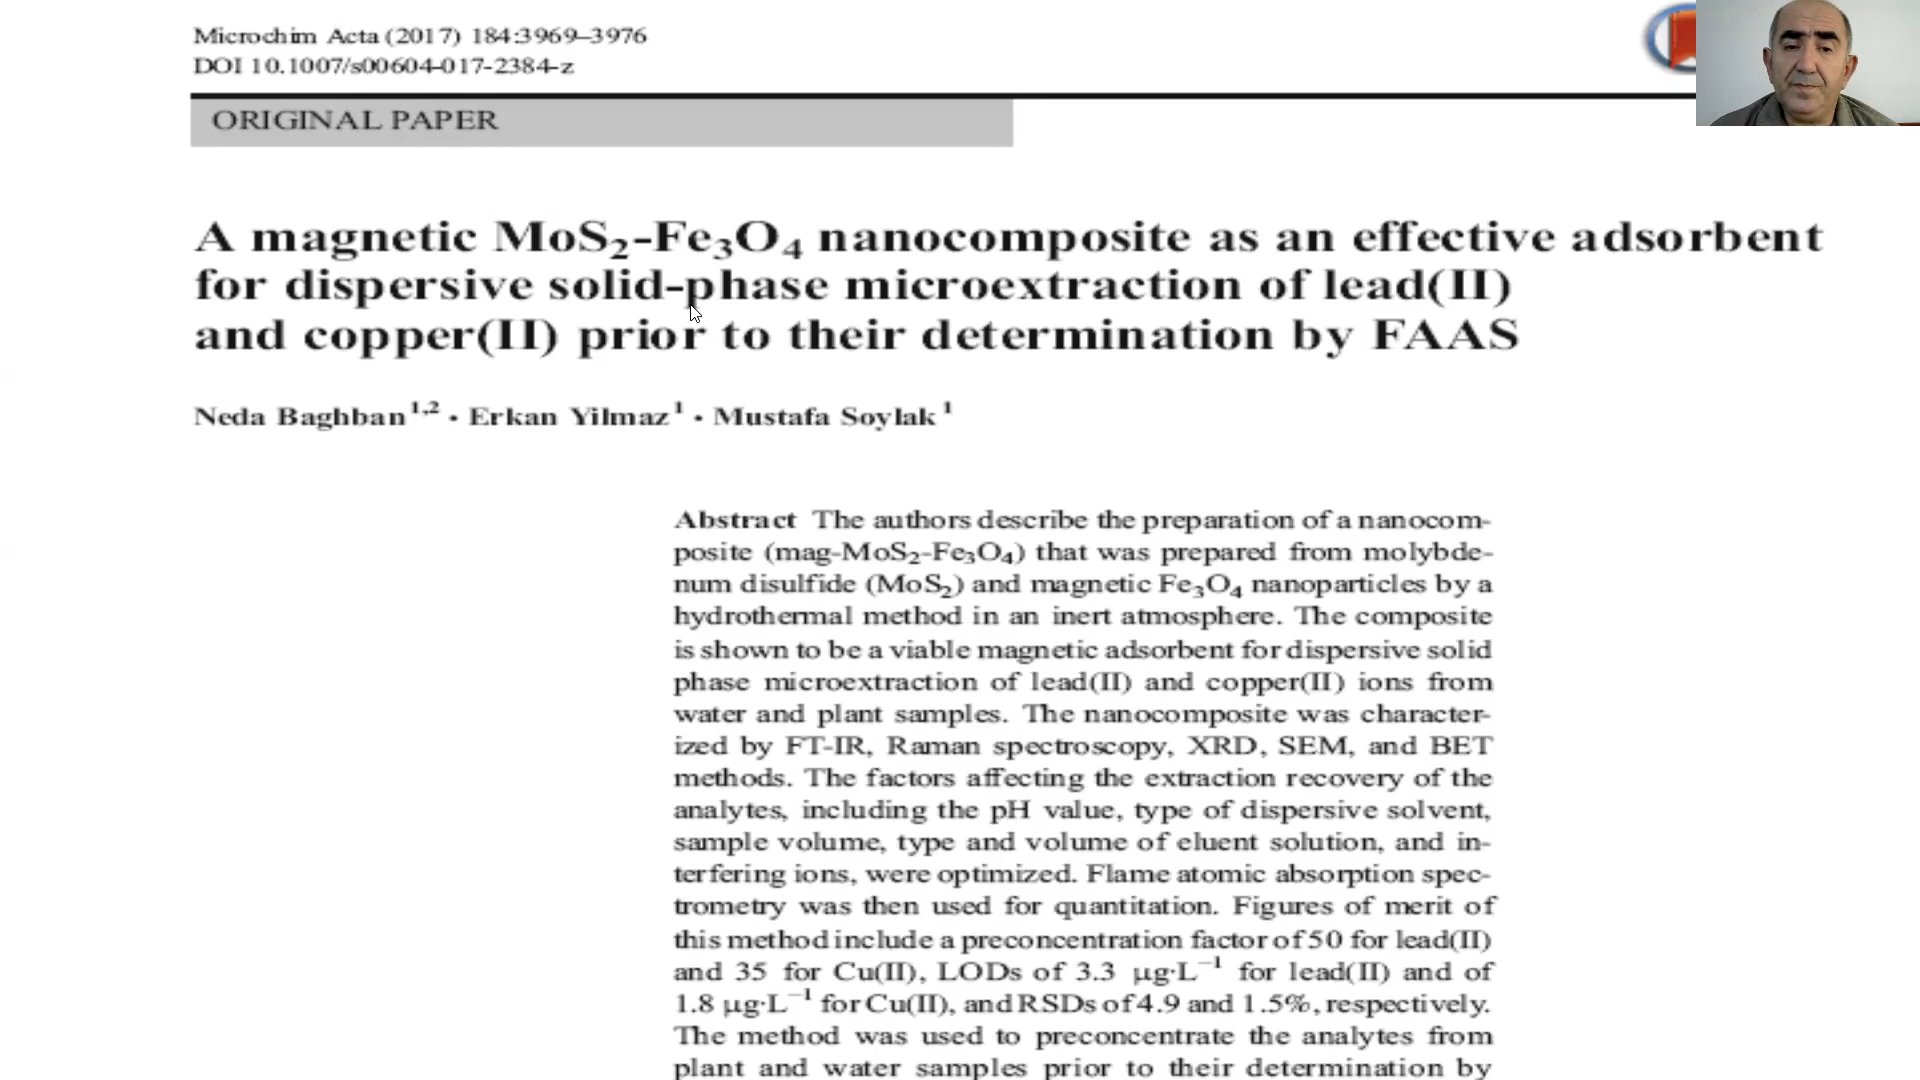 Microchim Acta (2017) 184:3969–3976
DOI 10.1007/s00604-017-2384-z
ORIGINAL PAPER
A magnetic MoS₂-Fe₃O₄ nanocomposite as an effective adsorbent
for dispersive solid-phase microextraction of lead(II)
and copper(II) prior to their determination by FAAS
Neda Baghban¹,² · Erkan Yilmaz¹ · Mustafa Soylak¹
Abstract The authors describe the preparation of a nanocom-
posite (mag-MoS₂-Fe₃O₄) that was prepared from molybde-
num disulfide (MoS₂) and magnetic Fe₃O₄ nanoparticles by a
hydrothermal method in an inert atmosphere. The composite
is shown to be a viable magnetic adsorbent for dispersive solid
phase microextraction of lead(II) and copper(II) ions from
water and plant samples. The nanocomposite was character-
ized by FT-IR, Raman spectroscopy, XRD, SEM, and BET
methods. The factors affecting the extraction recovery of the
analytes, including the pH value, type of dispersive solvent,
sample volume, type and volume of eluent solution, and in-
terfering ions, were optimized. Flame atomic absorption spec-
trometry was then used for quantitation. Figures of merit of
this method include a preconcentration factor of 50 for lead(II)
and 35 for Cu(II), LODs of 3.3 μg·L⁻¹ for lead(II) and of
1.8 μg·L⁻¹ for Cu(II), and RSDs of 4.9 and 1.5%, respectively.
The method was used to preconcentrate the analytes from
plant and water samples prior to their determination by